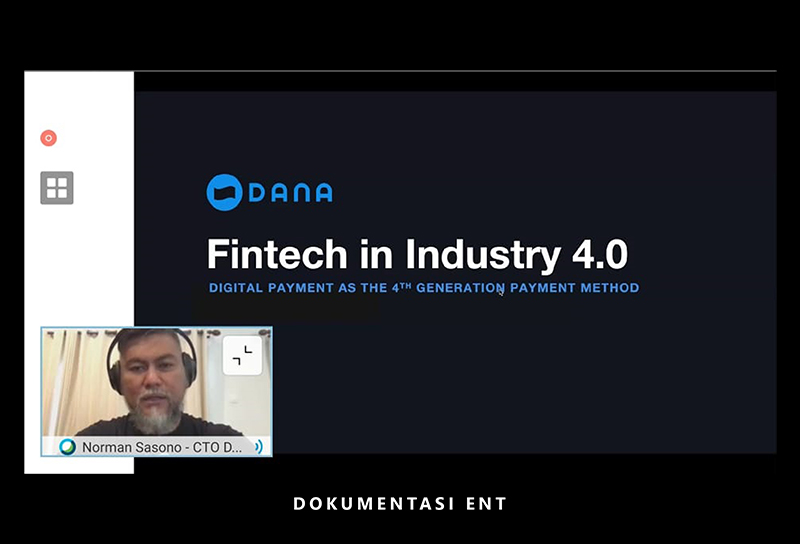 DANA
Fintech in Industry 4.0
DIGITAL PAYMENT AS THE 4TH GENERATION PAYMENT METHOD
Norman Sasono - CTO D...
DOKUMENTASI ENT